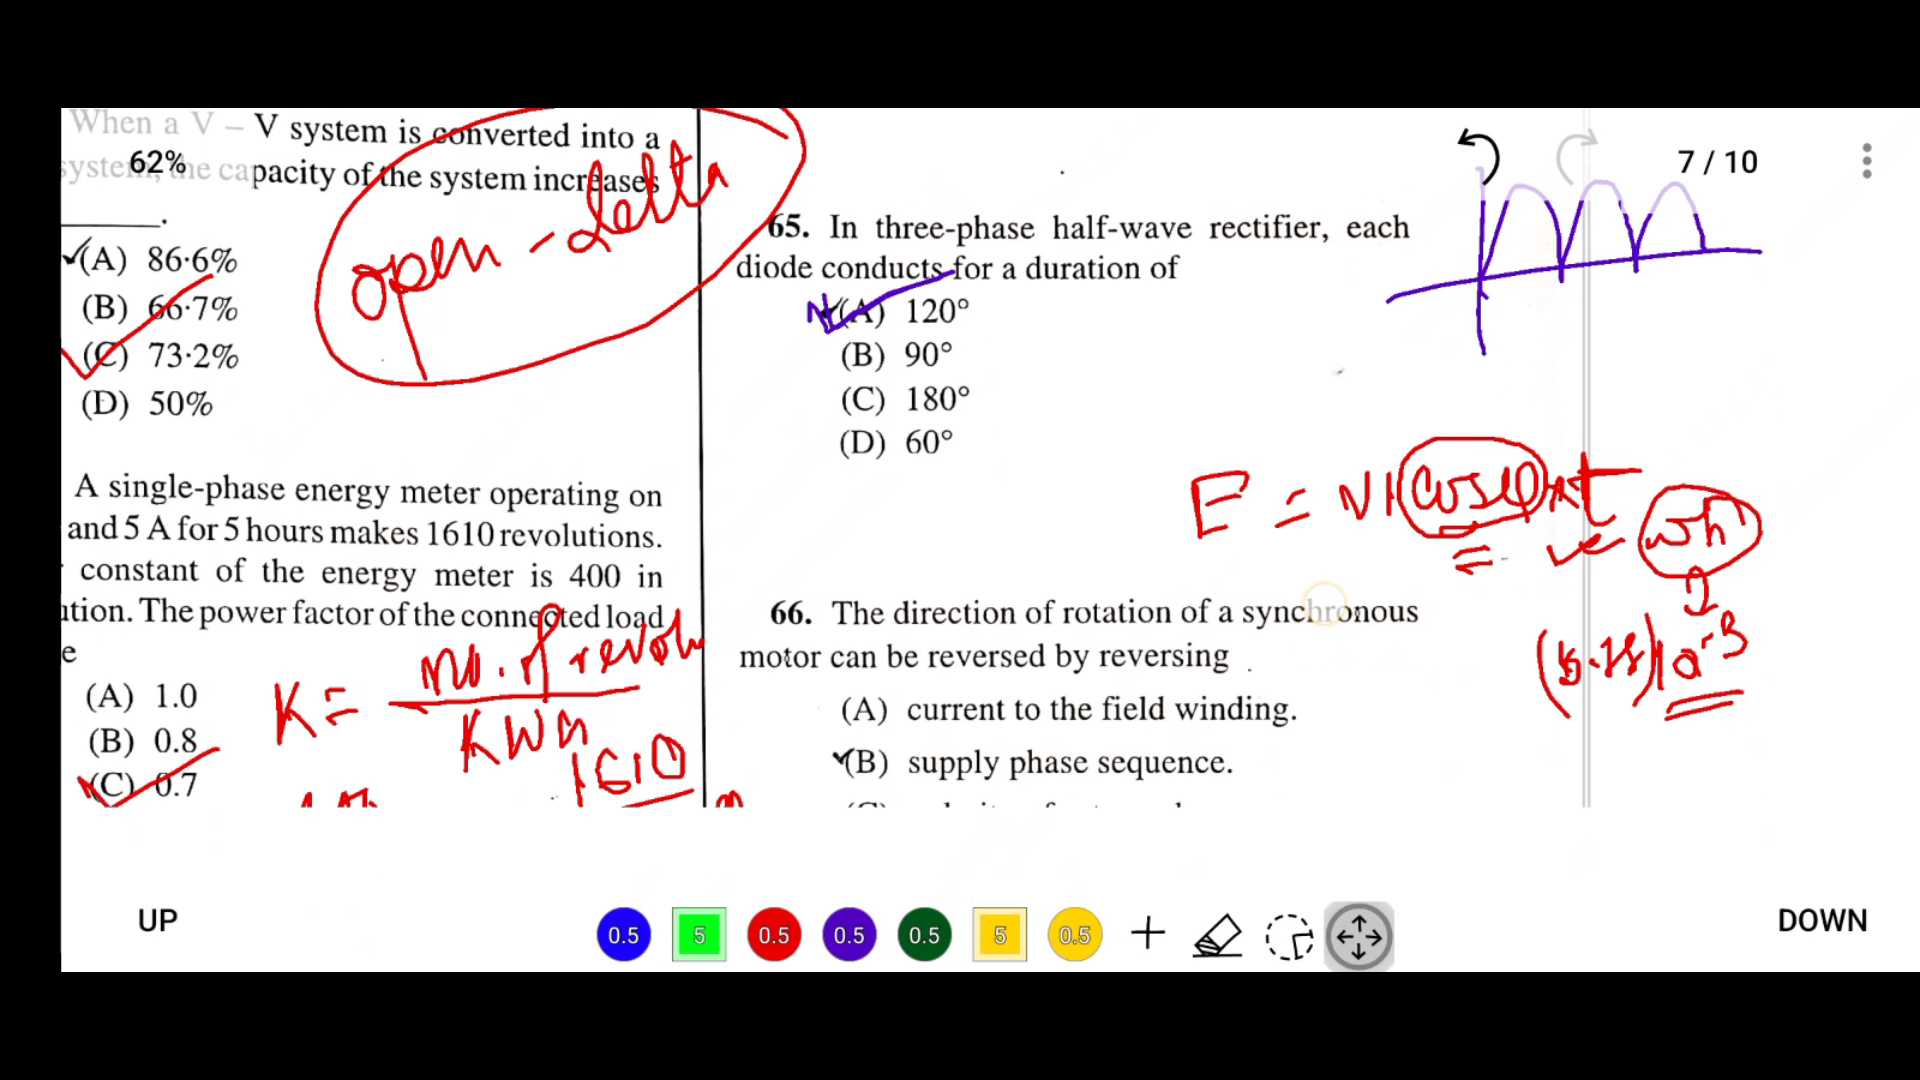 When a V – V system is converted into a
system, the capacity of the system increases
62%
(A) 86·6%
(B) 66·7%
(C) 73·2%
(D) 50%
open-delta
A single-phase energy meter operating on
and 5 A for 5 hours makes 1610 revolutions.
constant of the energy meter is 400 in
The power factor of the connected load
e
(A) 1.0
(B) 0.8
(C) 0.7
K = no. of revolu
KWh
1610
65. In three-phase half-wave rectifier, each
diode conducts for a duration of
(A) 120°
(B) 90°
(C) 180°
(D) 60°
7 / 10
E = VI cosφ x t
wh
10-3
66. The direction of rotation of a synchronous
motor can be reversed by reversing
(A) current to the field winding.
(B) supply phase sequence.
UP
0.5 5 0.5 0.5 0.5 5 0.5 +
DOWN